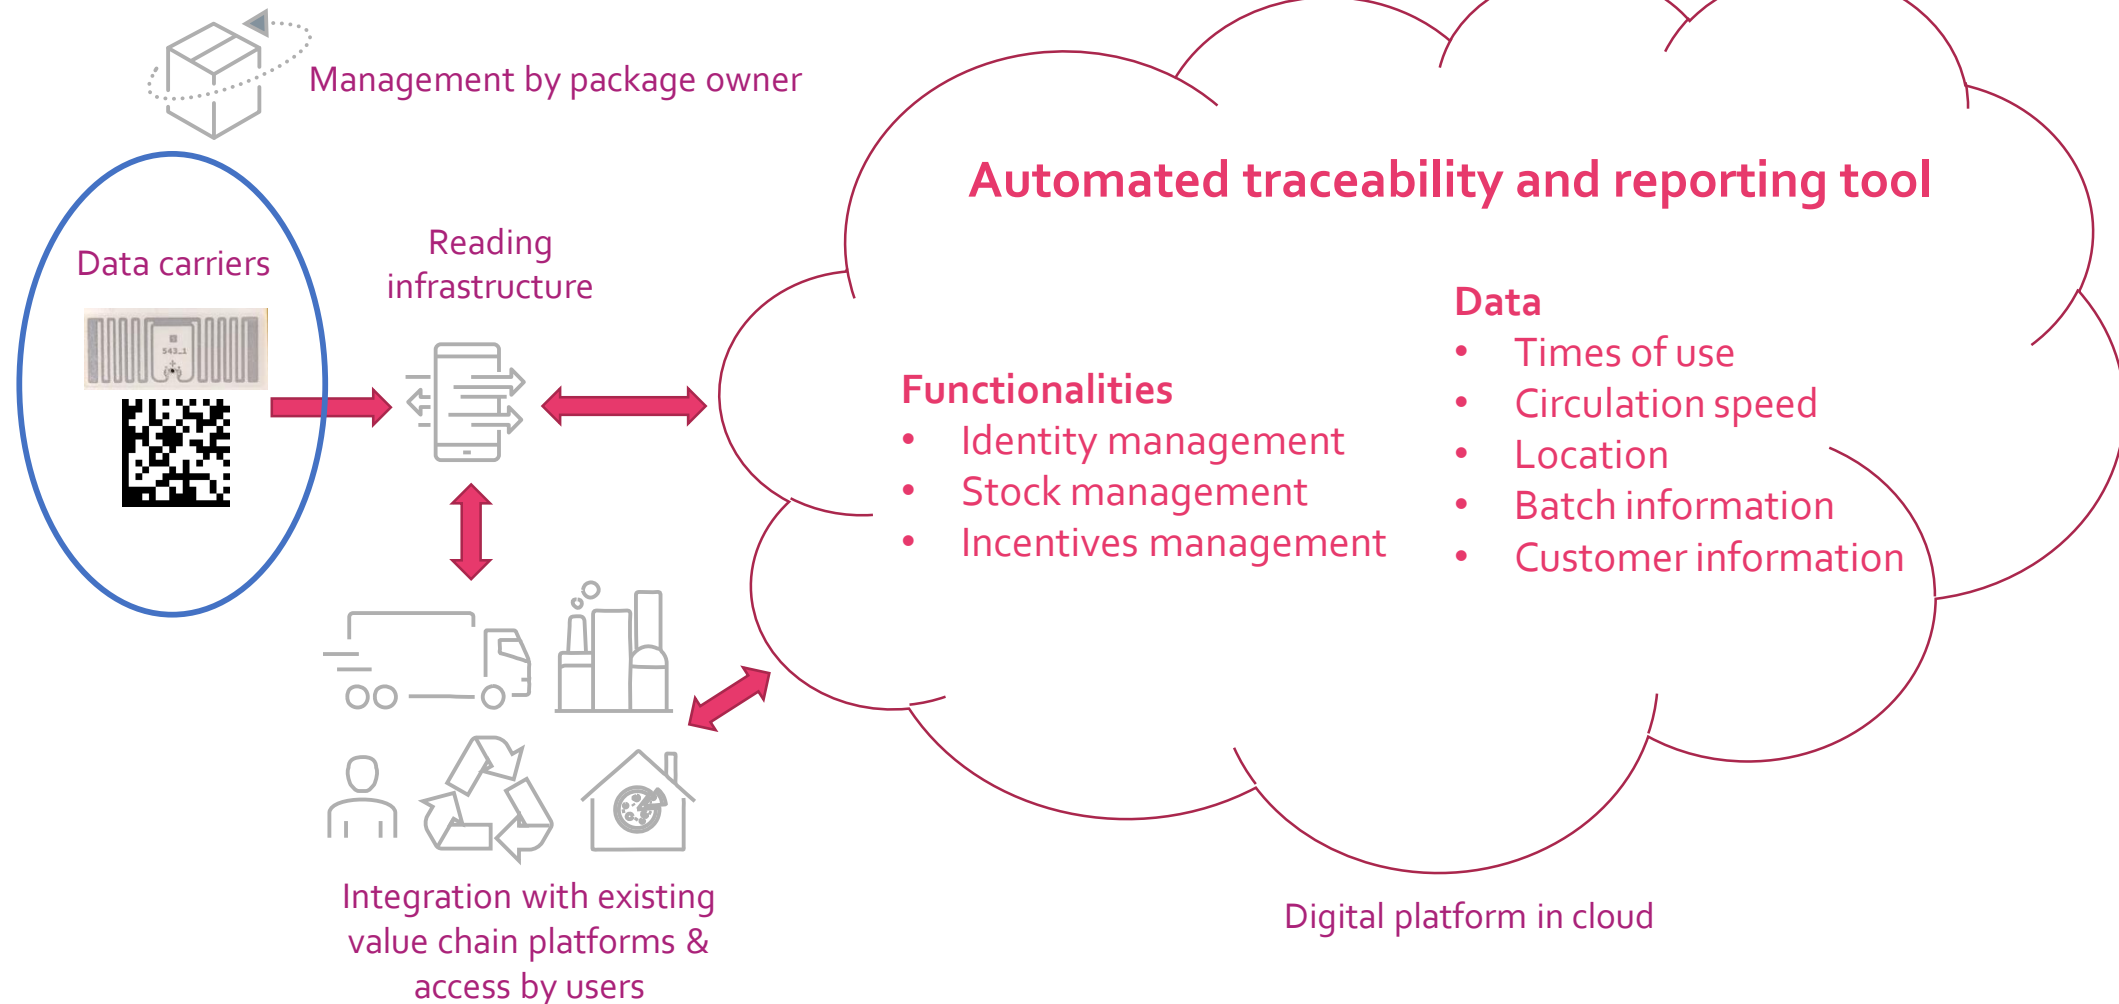 Management by package owner
Data carriers
543_1
Reading
infrastructure
Integration with existing
value chain platforms &
access by users
Automated traceability and reporting tool
Functionalities
• Identity management
• Stock management
• Incentives management
Data
• Times of use
• Circulation speed
• Location
• Batch information
• Customer information
Digital platform in cloud